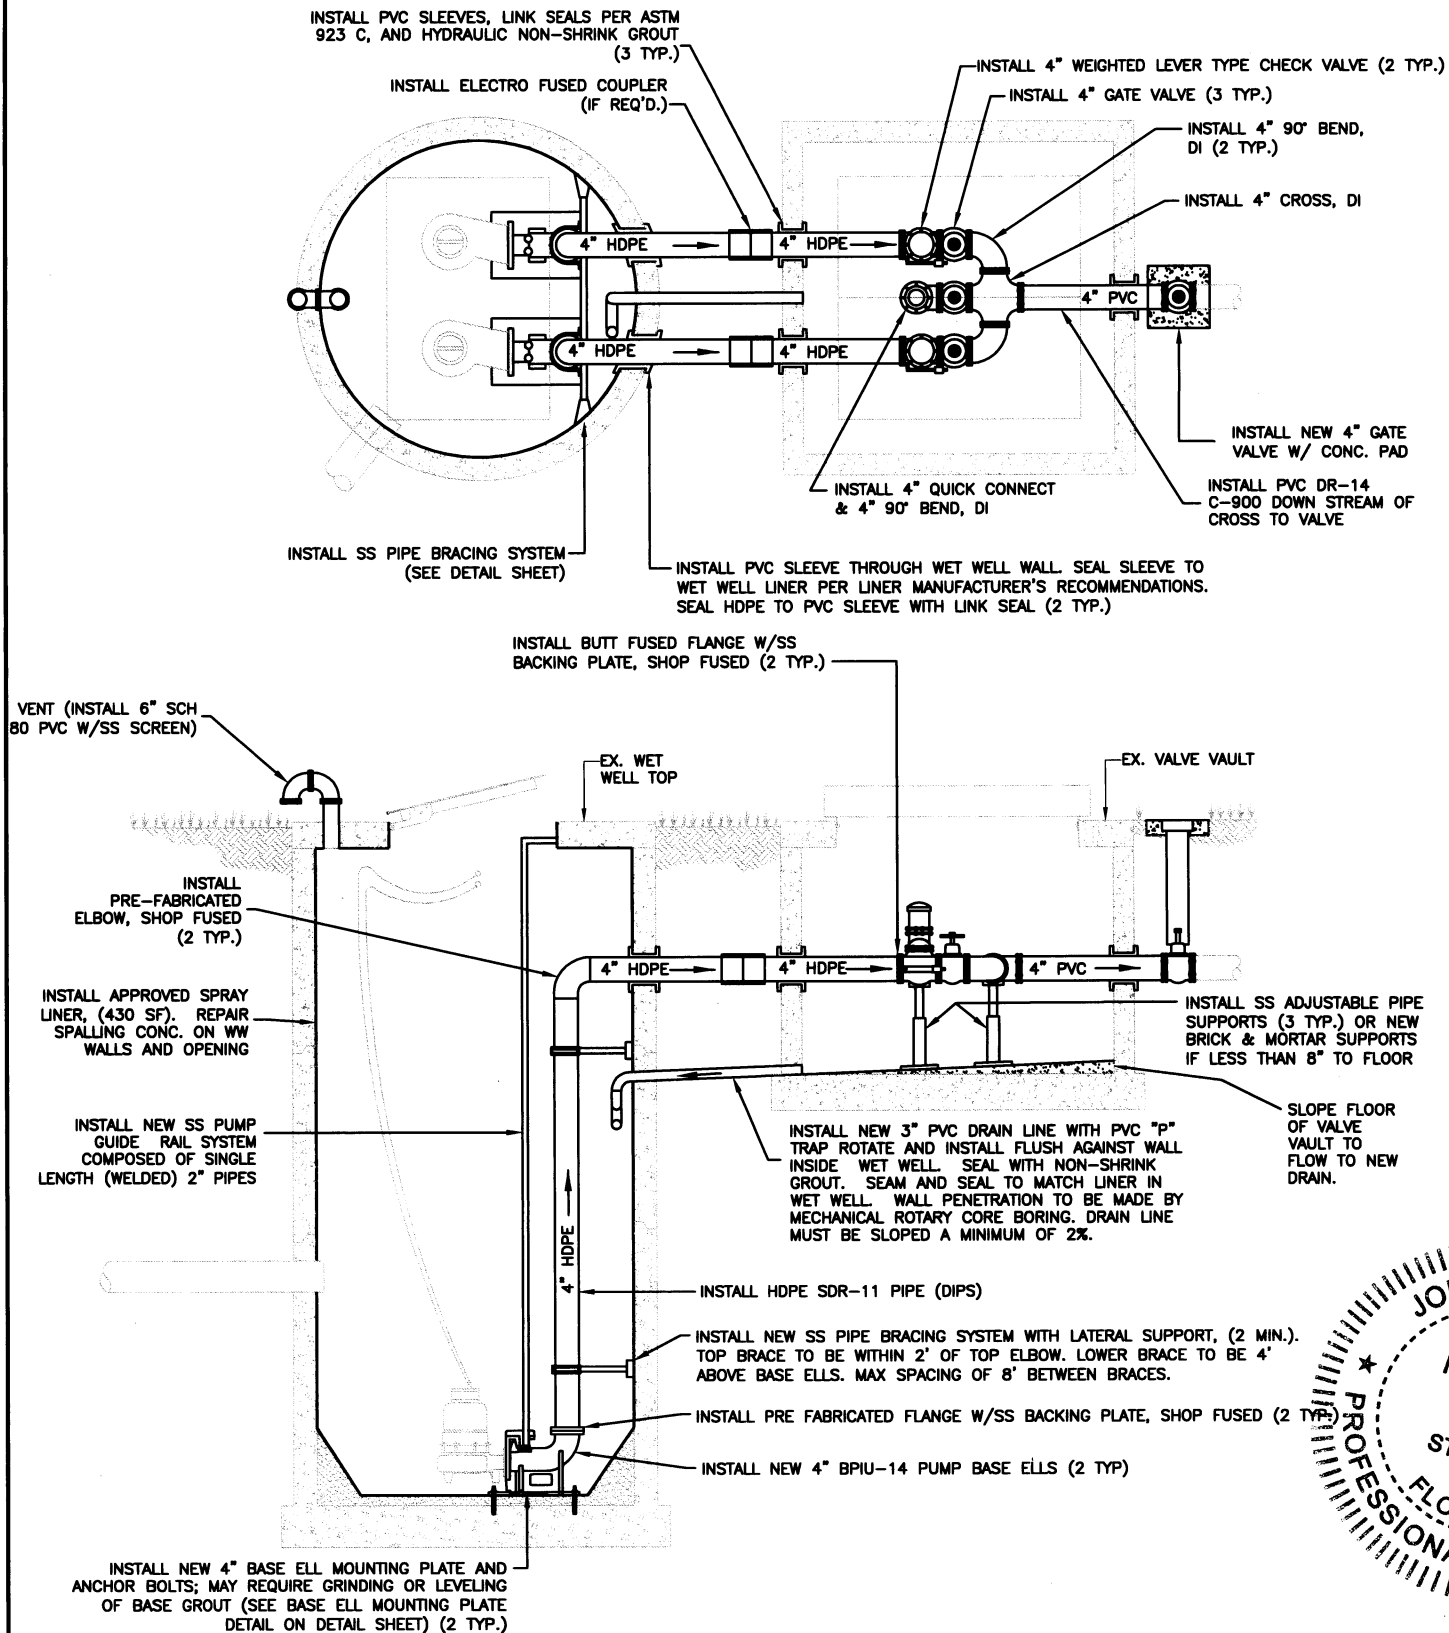 INSTALL PVC SLEEVES, LINK SEALS PER ASTM
923 C, AND HYDRAULIC NON-SHRINK GROUT
(3 TYP.)
INSTALL ELECTRO FUSED COUPLER
(IF REQ'D.)
INSTALL 4" WEIGHTED LEVER TYPE CHECK VALVE (2 TYP.)
INSTALL 4" GATE VALVE (3 TYP.)
INSTALL 4" 90° BEND,
DI (2 TYP.)
INSTALL 4" CROSS, DI
4" HDPE
4" HDPE
4" PVC
4" HDPE
4" HDPE
INSTALL NEW 4" GATE
VALVE W/ CONC. PAD
INSTALL PVC DR-14
C-900 DOWN STREAM OF
CROSS TO VALVE
INSTALL 4" QUICK CONNECT
& 4" 90° BEND, DI
INSTALL SS PIPE BRACING SYSTEM
(SEE DETAIL SHEET)
INSTALL PVC SLEEVE THROUGH WET WELL WALL. SEAL SLEEVE TO
WET WELL LINER PER LINER MANUFACTURER'S RECOMMENDATIONS.
SEAL HDPE TO PVC SLEEVE WITH LINK SEAL (2 TYP.)
INSTALL BUTT FUSED FLANGE W/SS
BACKING PLATE, SHOP FUSED (2 TYP.)
VENT (INSTALL 6" SCH
80 PVC W/SS SCREEN)
EX. WET
WELL TOP
EX. VALVE VAULT
INSTALL
PRE-FABRICATED
ELBOW, SHOP FUSED
(2 TYP.)
4" HDPE
4" HDPE
4" PVC
INSTALL APPROVED SPRAY
LINER, (430 SF). REPAIR
SPALLING CONC. ON WW
WALLS AND OPENING
INSTALL SS ADJUSTABLE PIPE
SUPPORTS (3 TYP.) OR NEW
BRICK & MORTAR SUPPORTS
IF LESS THAN 8" TO FLOOR
INSTALL NEW SS PUMP
GUIDE RAIL SYSTEM
COMPOSED OF SINGLE
LENGTH (WELDED) 2" PIPES
INSTALL NEW 3" PVC DRAIN LINE WITH PVC "P"
TRAP ROTATE AND INSTALL FLUSH AGAINST WALL
INSIDE WET WELL. SEAL WITH NON-SHRINK
GROUT. SEAM AND SEAL TO MATCH LINER IN
WET WELL. WALL PENETRATION TO BE MADE BY
MECHANICAL ROTARY CORE BORING. DRAIN LINE
MUST BE SLOPED A MINIMUM OF 2%.
SLOPE FLOOR
OF VALVE
VAULT TO
FLOW TO NEW
DRAIN.
4" HDPE
INSTALL HDPE SDR-11 PIPE (DIPS)
INSTALL NEW SS PIPE BRACING SYSTEM WITH LATERAL SUPPORT, (2 MIN.).
TOP BRACE TO BE WITHIN 2' OF TOP ELBOW. LOWER BRACE TO BE 4'
ABOVE BASE ELLS. MAX SPACING OF 8' BETWEEN BRACES.
INSTALL PRE FABRICATED FLANGE W/SS BACKING PLATE, SHOP FUSED (2 TYP.)
INSTALL NEW 4" BPIU-14 PUMP BASE ELLS (2 TYP)
INSTALL NEW 4" BASE ELL MOUNTING PLATE AND
ANCHOR BOLTS; MAY REQUIRE GRINDING OR LEVELING
OF BASE GROUT (SEE BASE ELL MOUNTING PLATE
DETAIL ON DETAIL SHEET) (2 TYP.)
★ PROFESSIONA